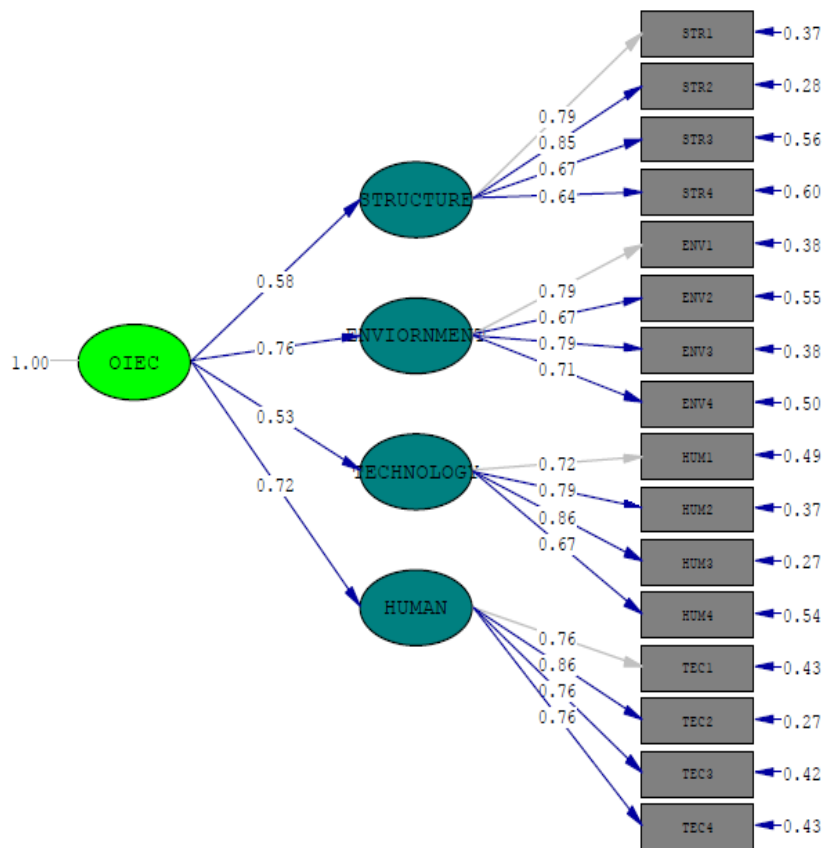 STR1 0.37
STR2 0.28
0.79
0.85
STR3 0.56
0.67
STRUCTURE 0.64 STR4 0.60
ENV1 0.38
0.58
0.79
0.67 ENV2 0.55
ENVIORNMENT
0.76
0.79 ENV3 0.38
1.00 OIEC
0.71
ENV4 0.50
0.53
0.72 HUM1 0.49
TECHNOLOGY
0.72
0.79
HUM2 0.37
0.86
0.67
HUM3 0.27
HUMAN HUM4 0.54
0.76
TEC1 0.43
0.86
0.76
0.76
TEC2 0.27
TEC3 0.42
TEC4 0.43